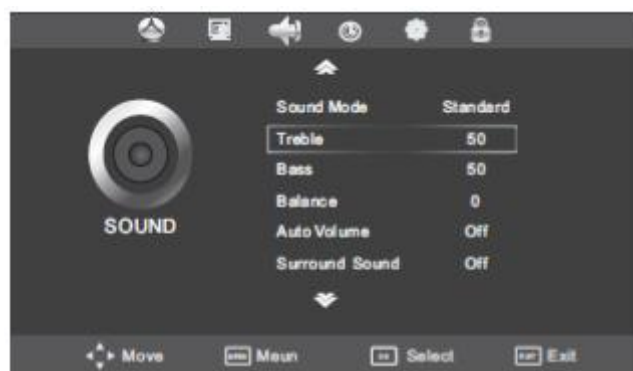 Sound Mode Standard
Treble 50
Bass 50
Balance 0
SOUND
Auto Volume Off
Surround Sound Off
Move Meun Select Exit